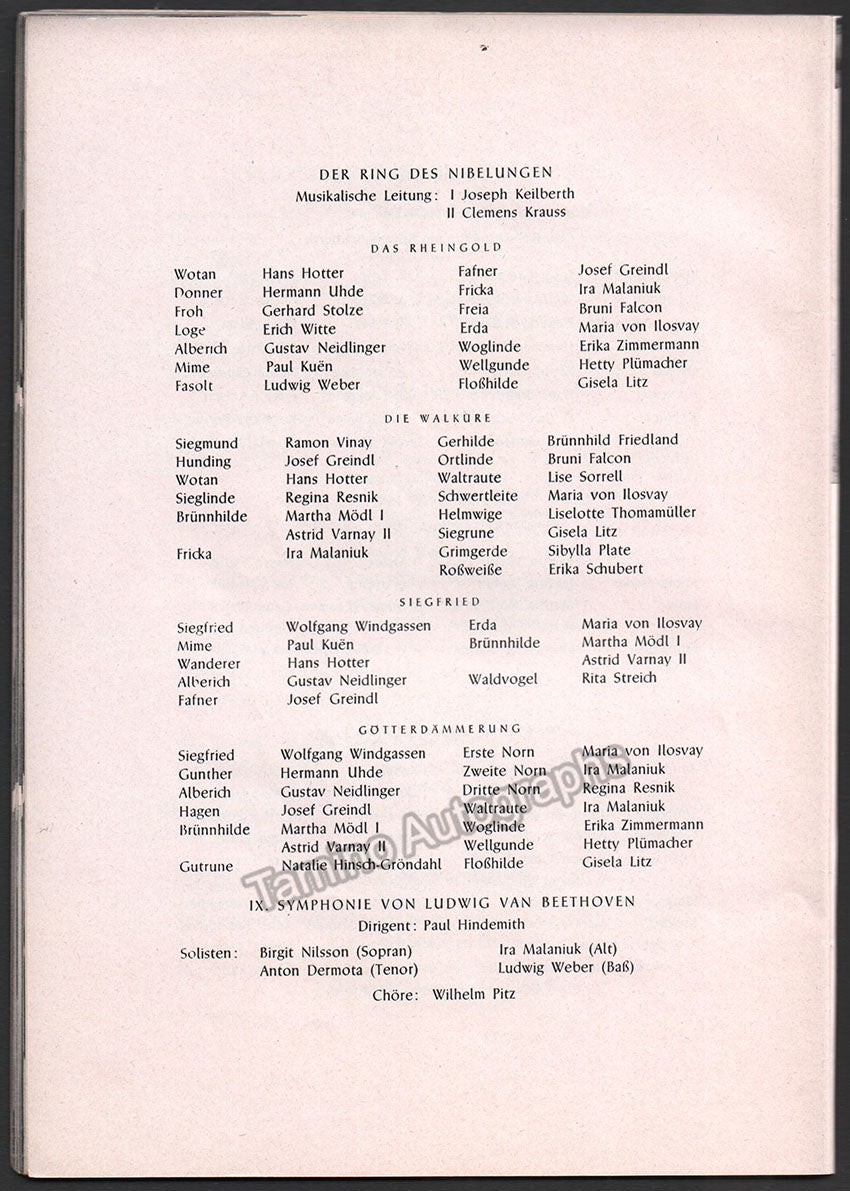 DER RING DES NIBELUNGEN
Musikalische Leitung: I Joseph Keilberth
II Clemens Krauss
DAS RHEINGOLD
Wotan Hans Hotter Fafner Josef Greindl
Donner Hermann Uhde Fricka Ira Malaniuk
Froh Gerhard Stolze Freia Bruni Falcon
Loge Erich Witte Erda Maria von Ilosvay
Alberich Gustav Neidlinger Woglinde Erika Zimmermann
Mime Paul Kuën Wellgunde Hetty Plümacher
Fasolt Ludwig Weber Floßhilde Gisela Litz
DIE WALKÜRE
Siegmund Ramon Vinay Gerhilde Brünnhild Friedland
Hunding Josef Greindl Ortlinde Bruni Falcon
Wotan Hans Hotter Waltraute Lise Sorrell
Sieglinde Regina Resnik Schwertleite Maria von Ilosvay
Brünnhilde Martha Mödl I Helmwige Liselotte Thomamüller
Astrid Varnay II Siegrune Gisela Litz
Fricka Ira Malaniuk Grimgerde Sibylla Plate
Roßweiße Erika Schubert
SIEGFRIED
Siegfried Wolfgang Windgassen Erda Maria von Ilosvay
Mime Paul Kuën Brünnhilde Martha Mödl I
Wanderer Hans Hotter Astrid Varnay II
Alberich Gustav Neidlinger Waldvogel Rita Streich
Fafner Josef Greindl
GÖTTERDÄMMERUNG
Siegfried Wolfgang Windgassen Erste Norn Maria von Ilosvay
Gunther Hermann Uhde Zweite Norn Ira Malaniuk
Alberich Gustav Neidlinger Dritte Norn Regina Resnik
Hagen Josef Greindl Waltraute Ira Malaniuk
Brünnhilde Martha Mödl I Woglinde Erika Zimmermann
Astrid Varnay II Wellgunde Hetty Plümacher
Gutrune Natalie Hinsch-Gröndahl Floßhilde Gisela Litz
Tamino Autographs
IX. SYMPHONIE VON LUDWIG VAN BEETHOVEN
Dirigent: Paul Hindemith
Solisten: Birgit Nilsson (Sopran) Ira Malaniuk (Alt)
Anton Dermota (Tenor) Ludwig Weber (Baß)
Chöre: Wilhelm Pitz